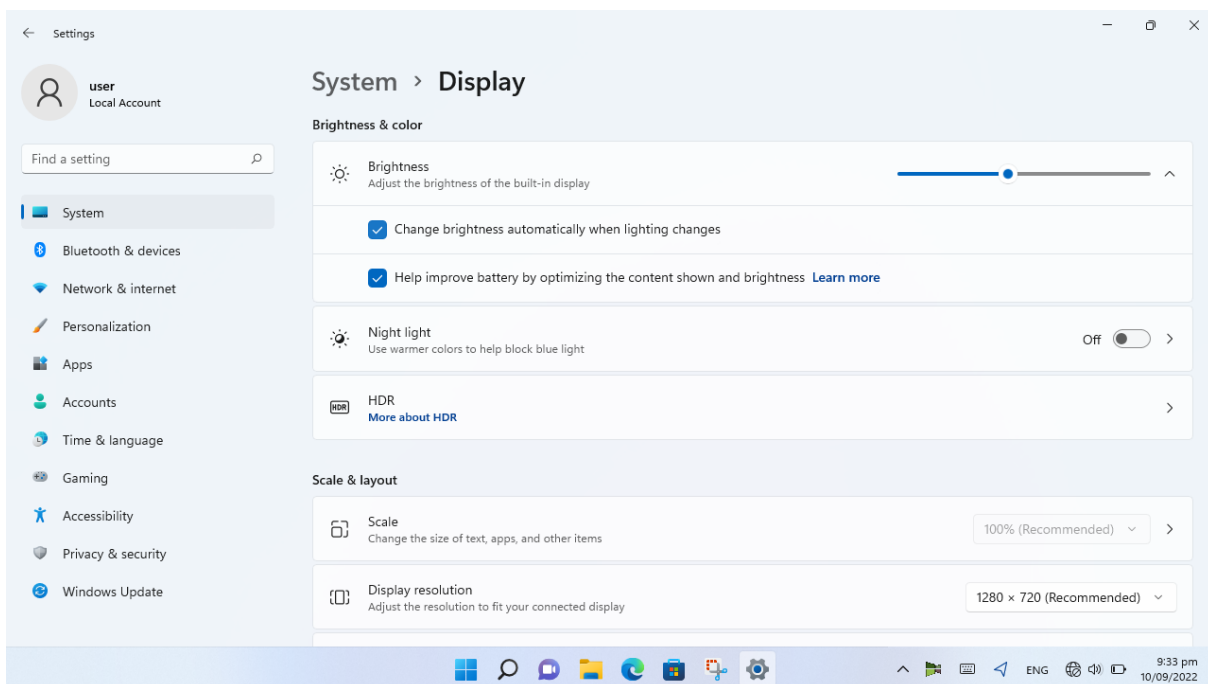 Settings
user
Local Account
Find a setting
System
Bluetooth & devices
Network & internet
Personalization
Apps
Accounts
Time & language
Gaming
Accessibility
Privacy & security
Windows Update
System > Display
Brightness & color
Brightness
Adjust the brightness of the built-in display
Change brightness automatically when lighting changes
Help improve battery by optimizing the content shown and brightness Learn more
Night light
Use warmer colors to help block blue light
Off
HDR
HDR
More about HDR
Scale & layout
Scale
Change the size of text, apps, and other items
100% (Recommended)
Display resolution
Adjust the resolution to fit your connected display
1280 × 720 (Recommended)
ENG
9:33 pm
10/09/2022